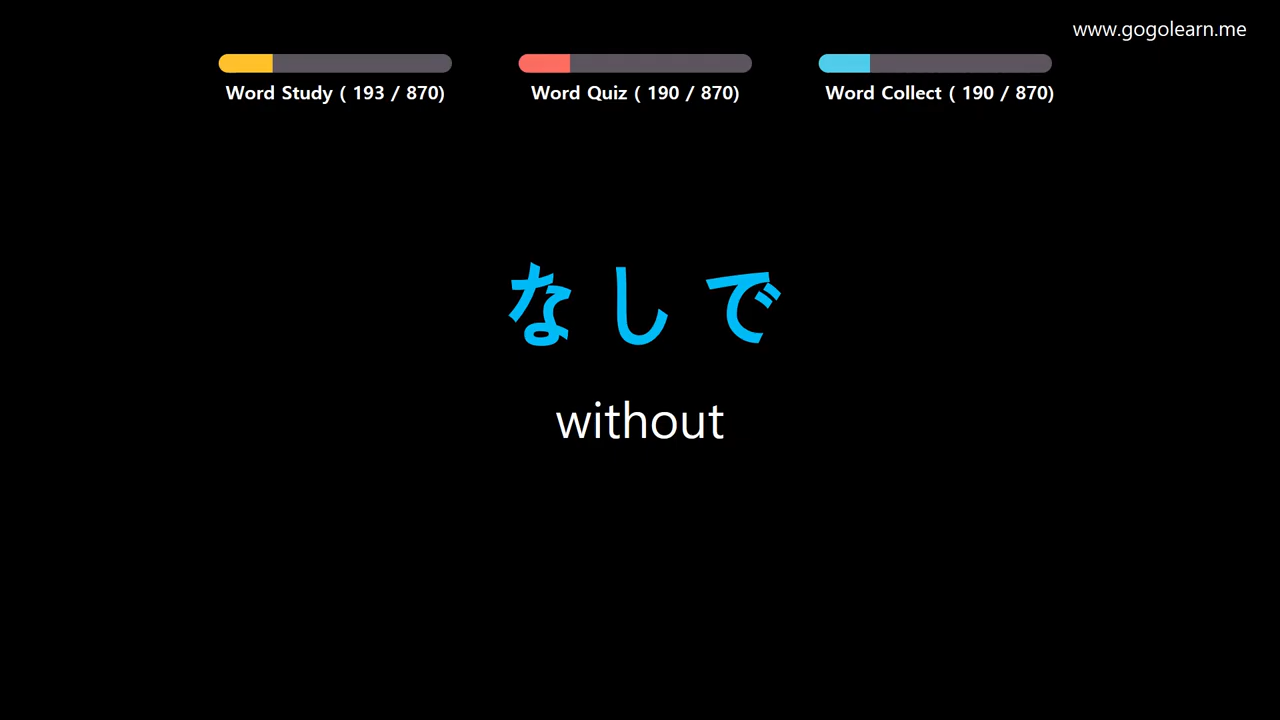 www.gogolearn.me
Word Study ( 193 / 870)
Word Quiz ( 190 / 870)
Word Collect ( 190 / 870)
なしで
without